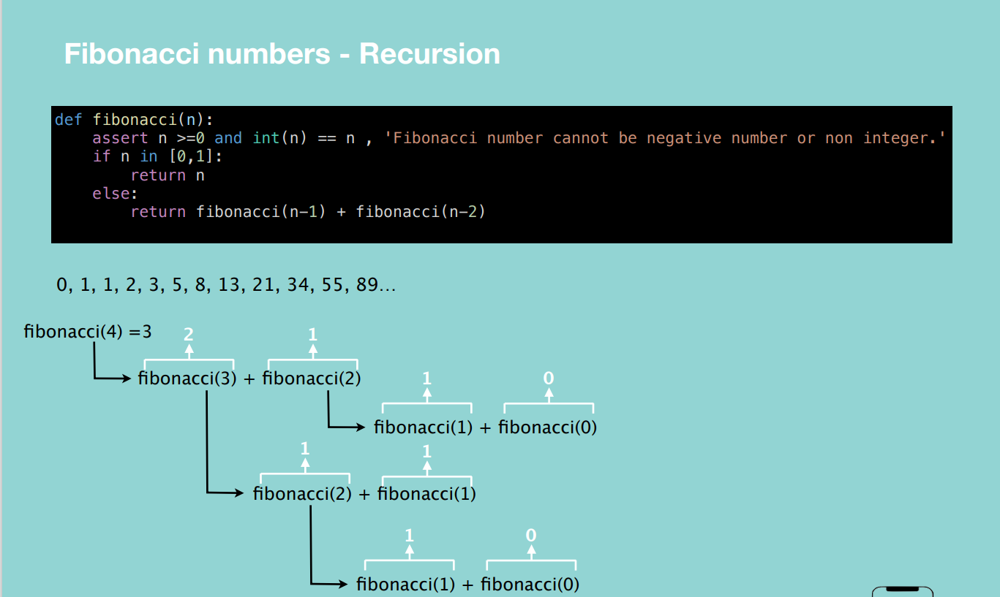 Fibonacci numbers - Recursion
def fibonacci(n):
    assert n >=0 and int(n) == n , 'Fibonacci number cannot be negative number or non integer.'
    if n in [0,1]:
        return n
    else:
        return fibonacci(n-1) + fibonacci(n-2)
0, 1, 1, 2, 3, 5, 8, 13, 21, 34, 55, 89...
fibonacci(4) =3
2 1
fibonacci(3) + fibonacci(2)
1 0
fibonacci(1) + fibonacci(0)
1 1
fibonacci(2) + fibonacci(1)
1 0
fibonacci(1) + fibonacci(0)